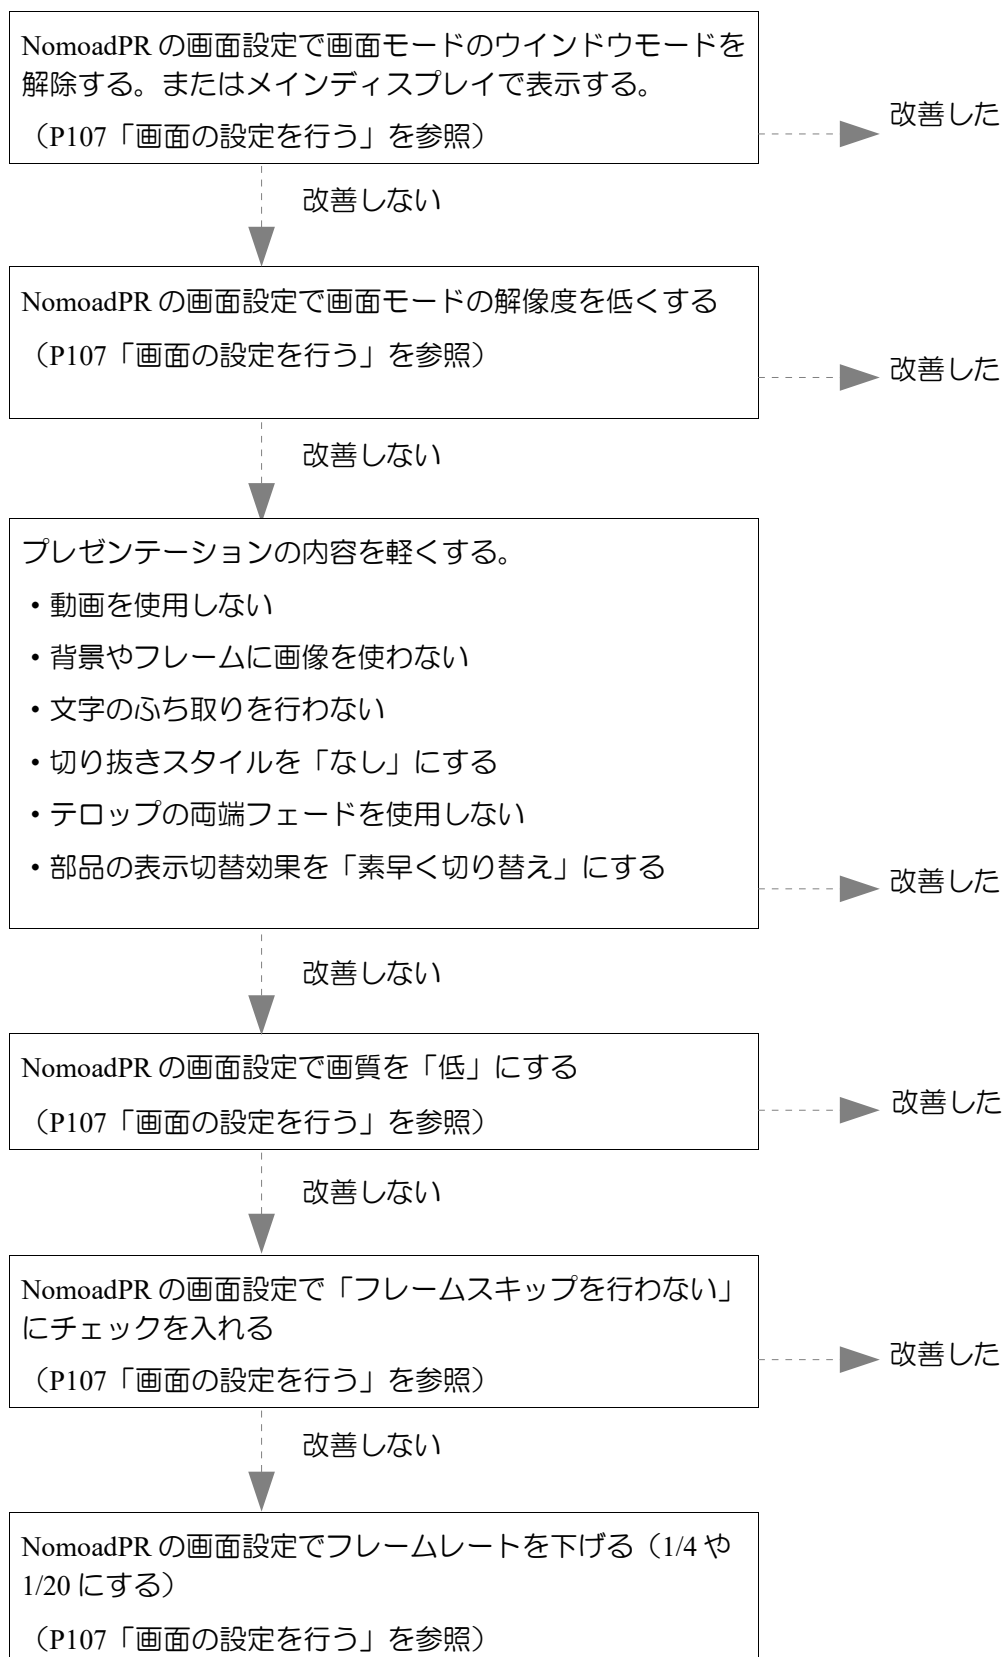 NomoadPR の画面設定で画面モードのウインドウモードを
解除する。またはメインディスプレイで表示する。
（P107「画面の設定を行う」を参照）
改善した
改善しない
NomoadPR の画面設定で画面モードの解像度を低くする
（P107「画面の設定を行う」を参照）
改善した
改善しない
プレゼンテーションの内容を軽くする。
・動画を使用しない
・背景やフレームに画像を使わない
・文字のふち取りを行わない
・切り抜きスタイルを「なし」にする
・テロップの両端フェードを使用しない
・部品の表示切替効果を「素早く切り替え」にする
改善した
改善しない
NomoadPR の画面設定で画質を「低」にする
（P107「画面の設定を行う」を参照）
改善した
改善しない
NomoadPR の画面設定で「フレームスキップを行わない」
にチェックを入れる
（P107「画面の設定を行う」を参照）
改善した
改善しない
NomoadPR の画面設定でフレームレートを下げる（1/4 や
1/20 にする）
（P107「画面の設定を行う」を参照）